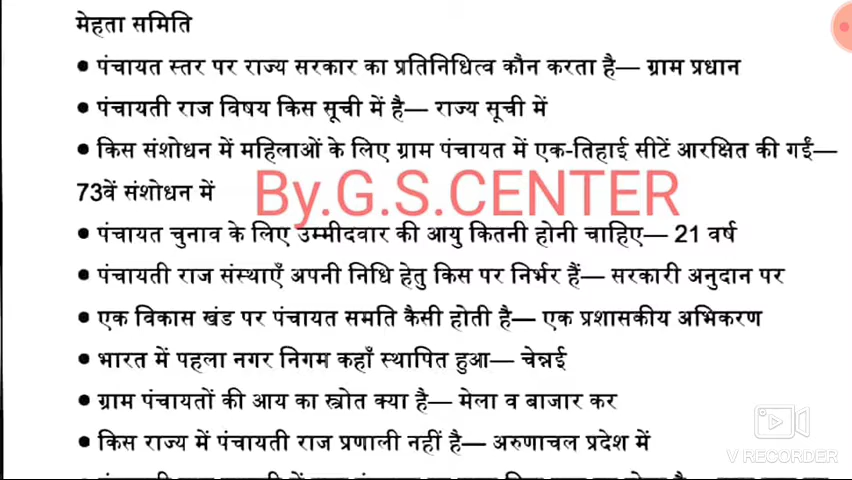 मेहता समिति
● पंचायत स्तर पर राज्य सरकार का प्रतिनिधित्व कौन करता है— ग्राम प्रधान
● पंचायती राज विषय किस सूची में है— राज्य सूची में
● किस संशोधन में महिलाओं के लिए ग्राम पंचायत में एक-तिहाई सीटें आरक्षित की गईं—
73वें संशोधन में
By.G.S.CENTER
● पंचायत चुनाव के लिए उम्मीदवार की आयु कितनी होनी चाहिए— 21 वर्ष
● पंचायती राज संस्थाएँ अपनी निधि हेतु किस पर निर्भर हैं— सरकारी अनुदान पर
● एक विकास खंड पर पंचायत समति कैसी होती है— एक प्रशासकीय अभिकरण
● भारत में पहला नगर निगम कहाँ स्थापित हुआ— चेन्नई
● ग्राम पंचायतों की आय का स्त्रोत क्या है— मेला व बाजार कर
● किस राज्य में पंचायती राज प्रणाली नहीं है— अरुणाचल प्रदेश में
V RECORDER